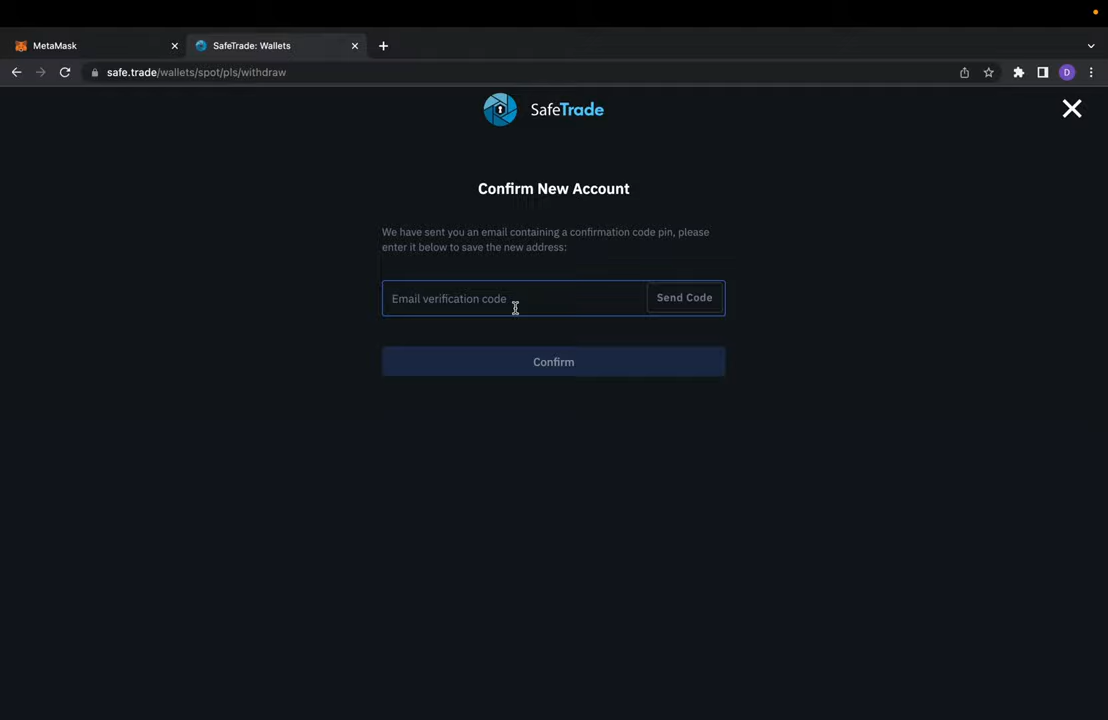 MetaMask
SafeTrade: Wallets
safe.trade/wallets/spot/pls/withdraw
D
SafeTrade
Confirm New Account
We have sent you an email containing a confirmation code pin, please
enter it below to save the new address:
Email verification code
Send Code
Confirm